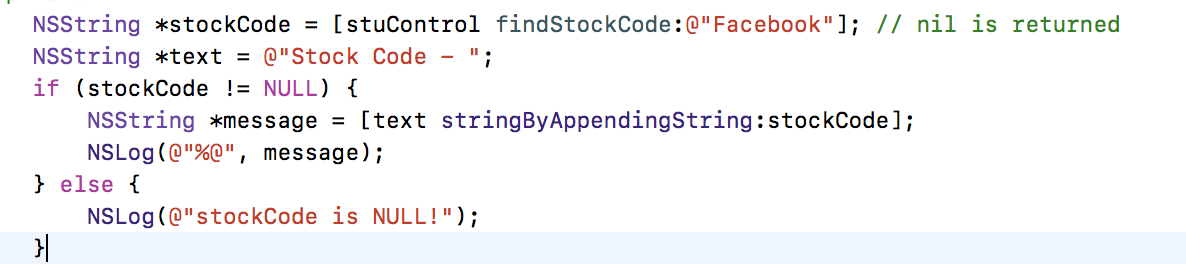 NSString *stockCode = [stuControl findStockCode:@"Facebook"]; // nil is returned
NSString *text = @"Stock Code - ";
if (stockCode != NULL) {
NSString *message = [text stringByAppendingString:stockCode];
NSLog(@"%@", message);
} else {
NSLog(@"stockCode is NULL!");
}